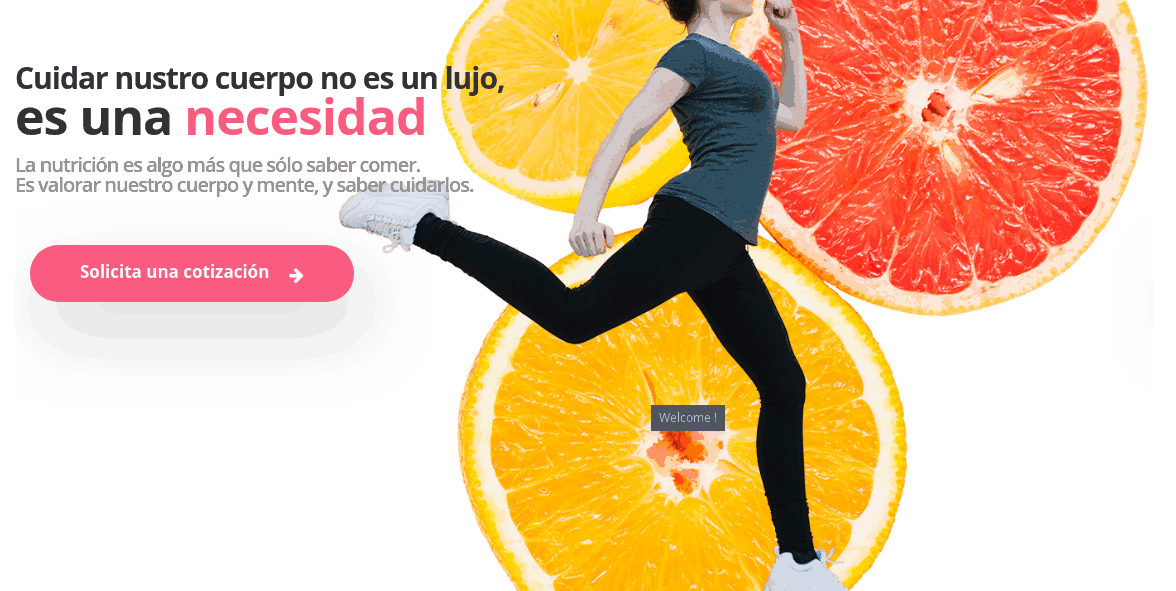 Cuidar nustro cuerpo no es un lujo,
es una necesidad
La nutrición es algo más que sólo saber comer.
Es valorar nuestro cuerpo y mente, y saber cuidarlos.
Solicita una cotización
Welcome !